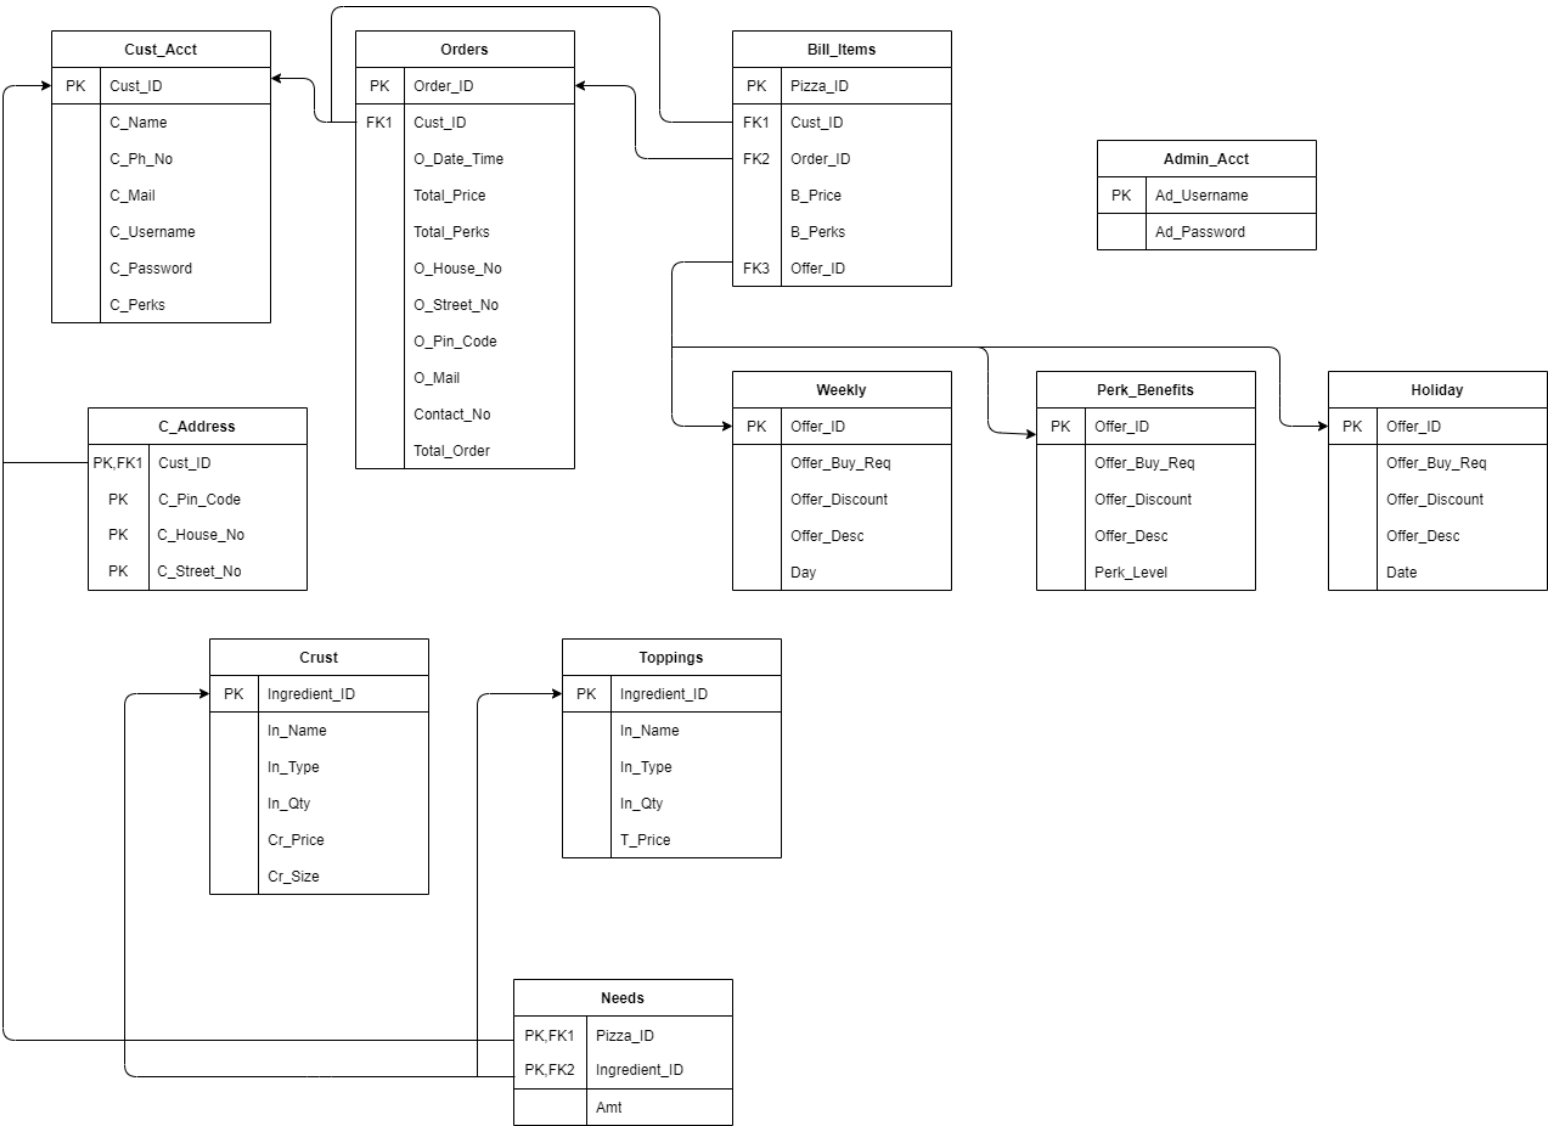 Cust_Acct
PK Cust_ID
C_Name
C_Ph_No
C_Mail
C_Username
C_Password
C_Perks
Orders
PK Order_ID
FK1 Cust_ID
O_Date_Time
Total_Price
Total_Perks
O_House_No
O_Street_No
O_Pin_Code
O_Mail
Contact_No
Total_Order
Bill_Items
PK Pizza_ID
FK1 Cust_ID
FK2 Order_ID
B_Price
B_Perks
FK3 Offer_ID
Admin_Acct
PK Ad_Username
Ad_Password
C_Address
PK,FK1 Cust_ID
PK C_Pin_Code
PK C_House_No
PK C_Street_No
Weekly
PK Offer_ID
Offer_Buy_Req
Offer_Discount
Offer_Desc
Day
Perk_Benefits
PK Offer_ID
Offer_Buy_Req
Offer_Discount
Offer_Desc
Perk_Level
Holiday
PK Offer_ID
Offer_Buy_Req
Offer_Discount
Offer_Desc
Date
Crust
PK Ingredient_ID
In_Name
In_Type
In_Qty
Cr_Price
Cr_Size
Toppings
PK Ingredient_ID
In_Name
In_Type
In_Qty
T_Price
Needs
PK,FK1 Pizza_ID
PK,FK2 Ingredient_ID
Amt